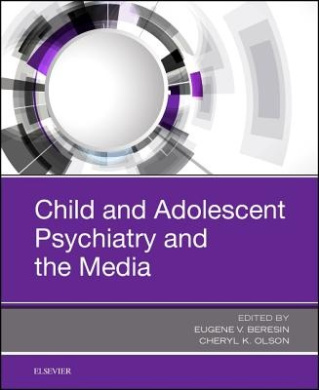 Child and Adolescent
Psychiatry and
the Media
EDITED BY
EUGENE V. BERESIN
CHERYL K. OLSON
ELSEVIER